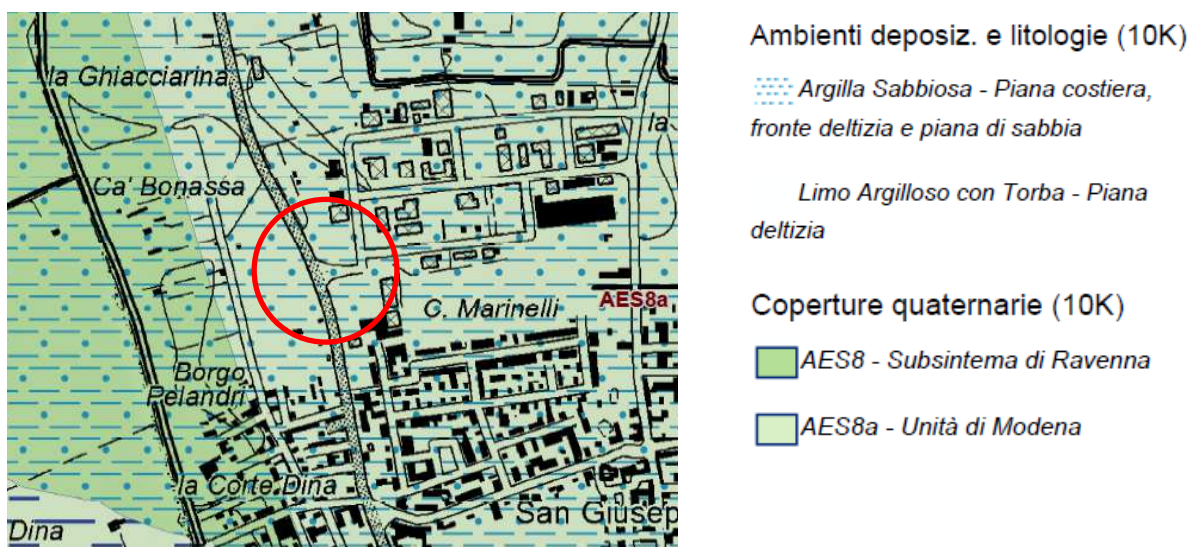 la Ghiacciarina
la
Ca' Bonassa
AES8a
C. Marinelli
Borgo
Pelandri
la Corte Dina
San Giusep
Dina
Ambienti deposiz. e litologie (10K)
Argilla Sabbiosa - Piana costiera,
fronte deltizia e piana di sabbia
Limo Argilloso con Torba - Piana
deltizia
Coperture quaternarie (10K)
AES8 - Subsintema di Ravenna
AES8a - Unità di Modena